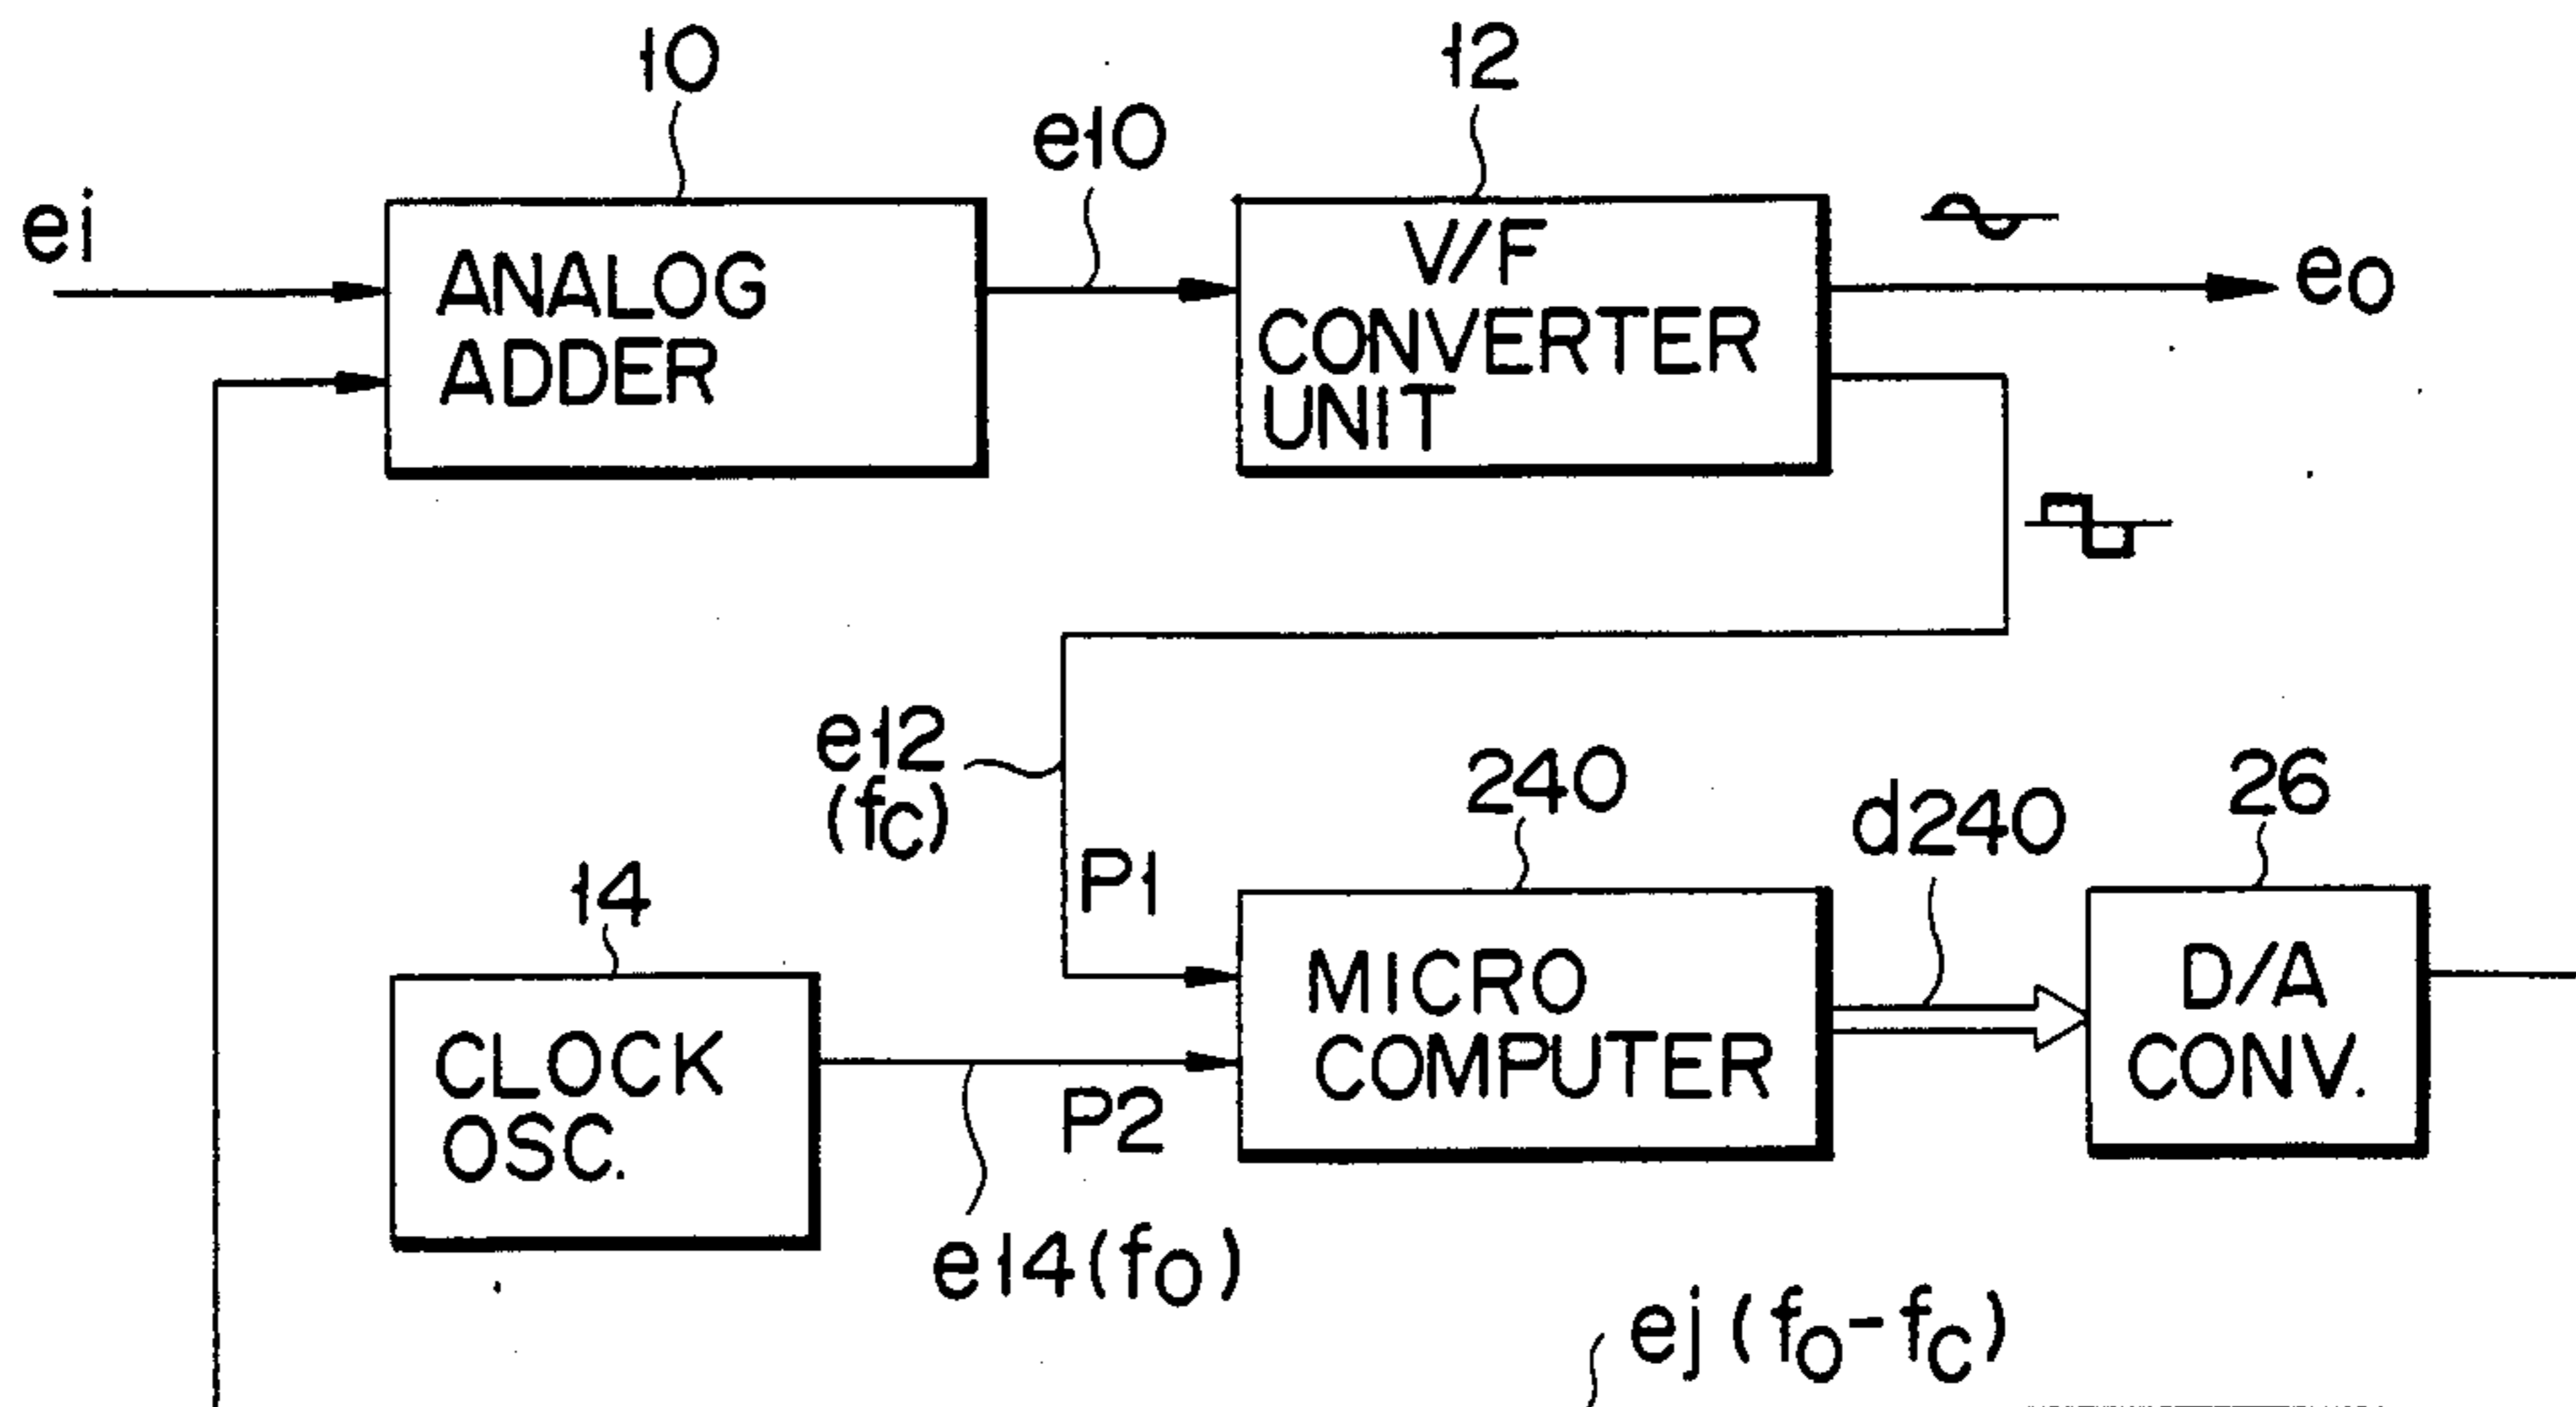 10
12
e10
ei
ANALOG
ADDER
V/F
CONVERTER
UNIT
eo
e12
(fc)
P1
240
d240
26
14
CLOCK
OSC.
P2
e14(fo)
MICRO
COMPUTER
D/A
CONV.
ej(fo-fc)